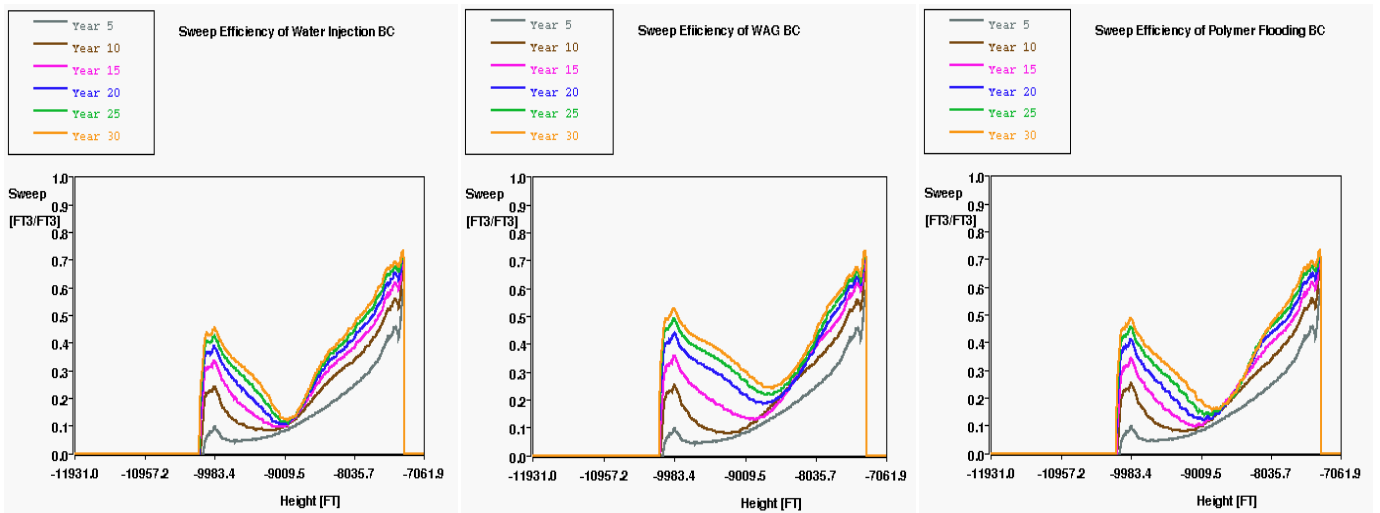 Year 5
Year 10
Year 15
Year 20
Year 25
Year 30
Sweep Efficiency of Water Injection BC
Sweep
[FT3/FT3]
1.0
0.9
0.8
0.7
0.6
0.5
0.4
0.3
0.2
0.1
0.0
-11931.0 -10957.2 -9983.4 -9009.5 -8035.7 -7061.9
Height [FT]
Year 5
Year 10
Year 15
Year 20
Year 25
Year 30
Sweep Efficiency of WAG BC
Sweep
[FT3/FT3]
1.0
0.9
0.8
0.7
0.6
0.5
0.4
0.3
0.2
0.1
0.0
-11931.0 -10957.2 -9983.4 -9009.5 -8035.7 -7061.9
Height [FT]
Year 5
Year 10
Year 15
Year 20
Year 25
Year 30
Sweep Efficiency of Polymer Flooding BC
Sweep
[FT3/FT3]
1.0
0.9
0.8
0.7
0.6
0.5
0.4
0.3
0.2
0.1
0.0
-11931.0 -10957.2 -9983.4 -9009.5 -8035.7 -7061.9
Height [FT]